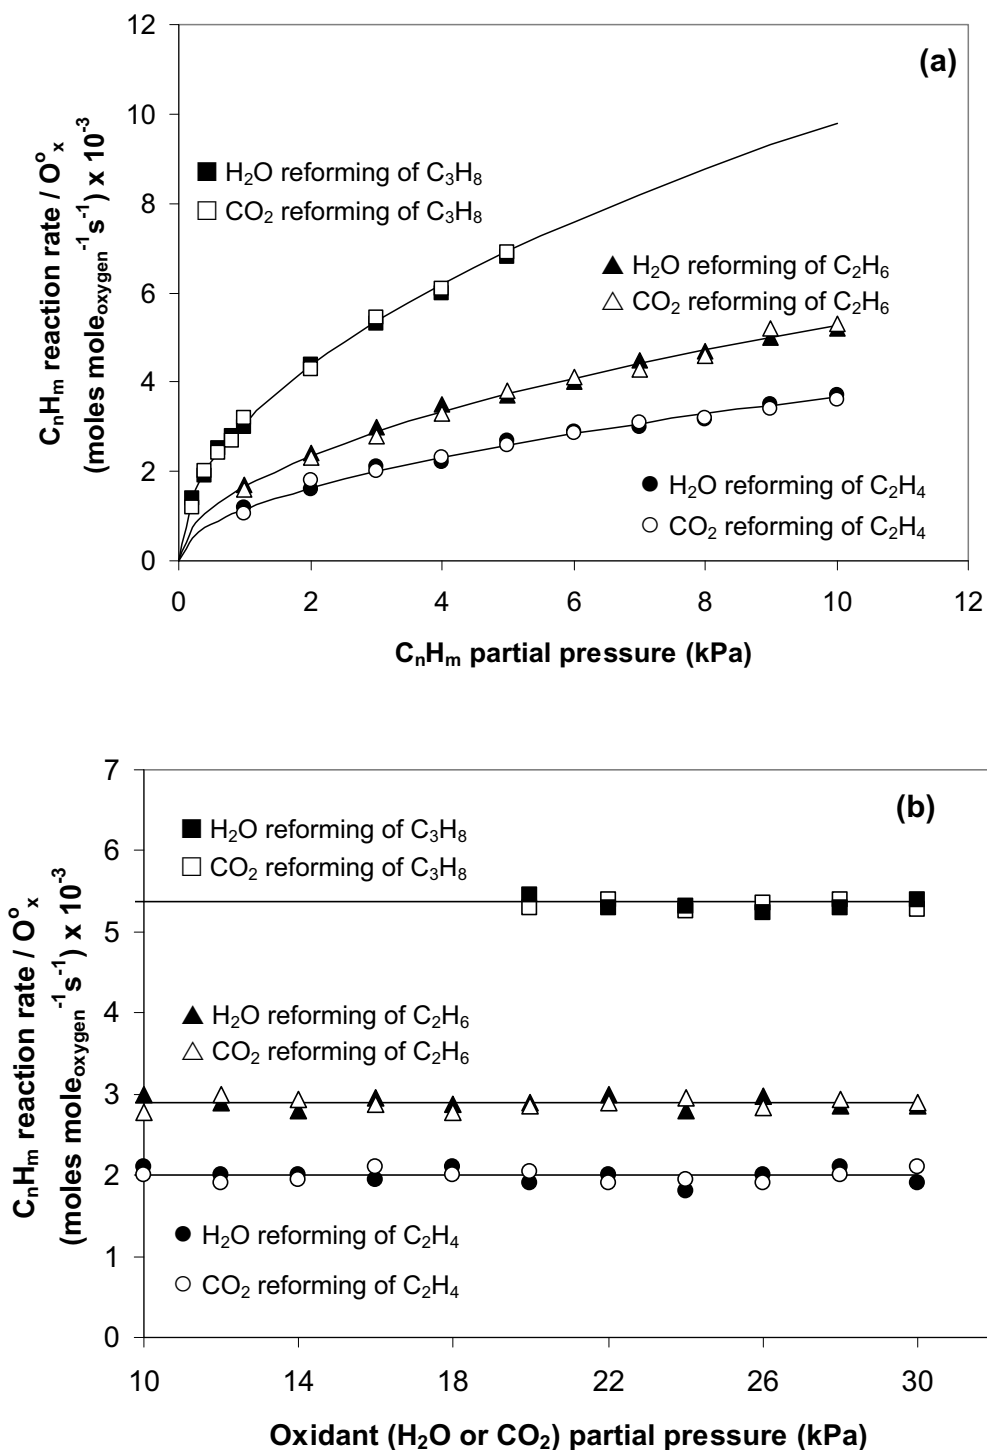 (a)
12
10
8
6
4
2
0
CₙHₘ reaction rate / Oᵒₓ
(moles moleₒₓᵧgₑₙ⁻¹s⁻¹) x 10⁻³
H₂O reforming of C₃H₈
CO₂ reforming of C₃H₈
H₂O reforming of C₂H₆
CO₂ reforming of C₂H₆
H₂O reforming of C₂H₄
CO₂ reforming of C₂H₄
0 2 4 6 8 10 12
CₙHₘ partial pressure (kPa)
(b)
7
6
5
4
3
2
1
0
CₙHₘ reaction rate / Oᵒₓ
(moles moleₒₓᵧgₑₙ⁻¹s⁻¹) x 10⁻³
H₂O reforming of C₃H₈
CO₂ reforming of C₃H₈
H₂O reforming of C₂H₆
CO₂ reforming of C₂H₆
H₂O reforming of C₂H₄
CO₂ reforming of C₂H₄
10 14 18 22 26 30
Oxidant (H₂O or CO₂) partial pressure (kPa)